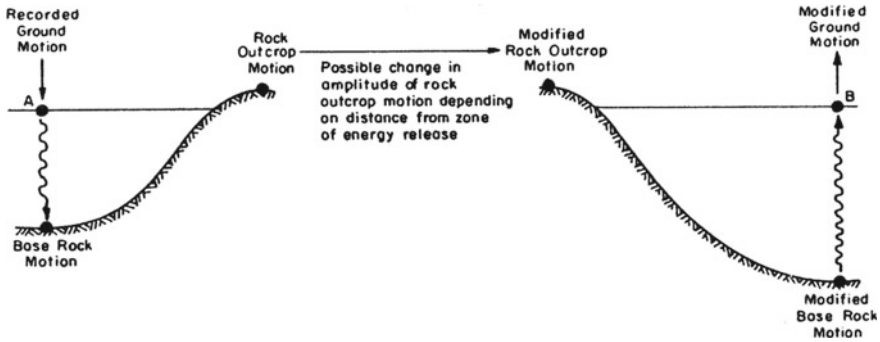 Recorded
Ground
Motion
A
Base Rock
Motion
Rock
Outcrop
Motion
Possible change in
amplitude of rock
outcrop motion depending
on distance from zone
of energy release
Modified
Rock Outcrop
Motion
Modified
Ground
Motion
B
Modified
Base Rock
Motion